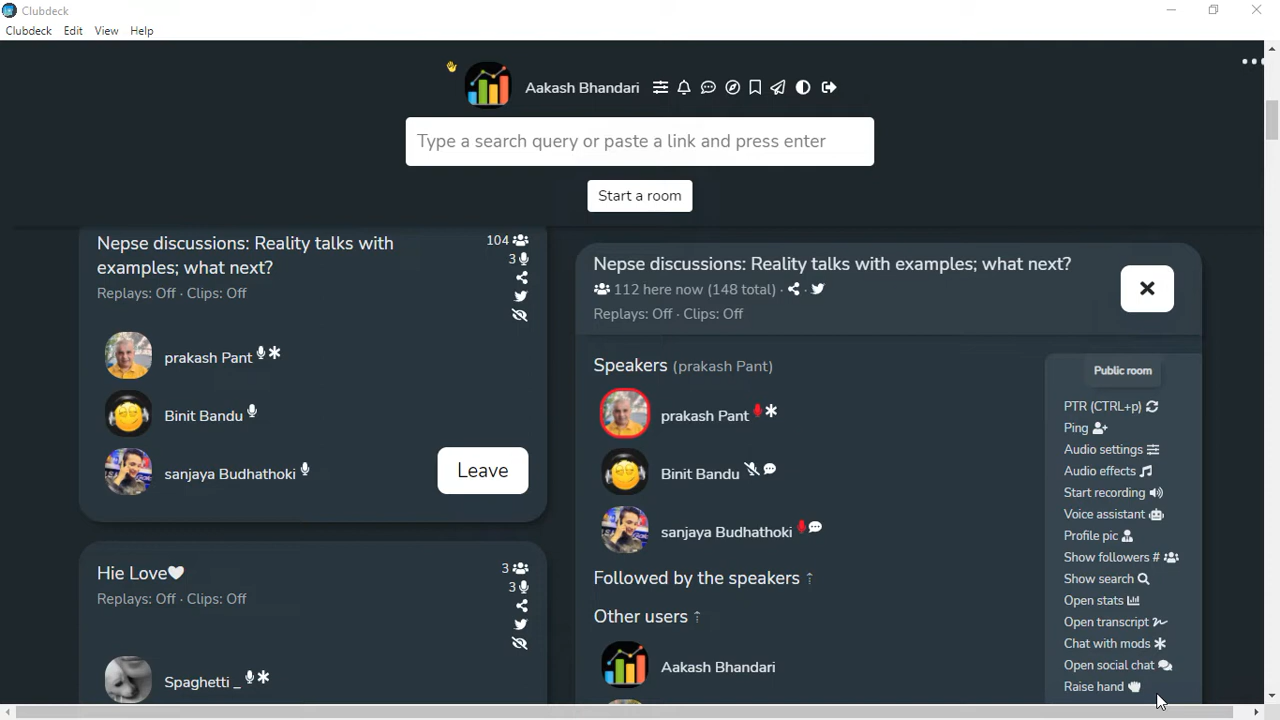 Clubdeck
Clubdeck Edit View Help
Aakash Bhandari
Type a search query or paste a link and press enter
Start a room
Nepse discussions: Reality talks with
examples; what next?
Replays: Off · Clips: Off
104
3
prakash Pant
Binit Bandu
sanjaya Budhathoki
Leave
Hie Love
Replays: Off · Clips: Off
3
3
Spaghetti _
Nepse discussions: Reality talks with examples; what next?
112 here now (148 total) · ·
Replays: Off · Clips: Off
Speakers (prakash Pant)
prakash Pant
Binit Bandu
sanjaya Budhathoki
Followed by the speakers ↑
Other users ↑
Aakash Bhandari
Public room
PTR (CTRL+p)
Ping
Audio settings
Audio effects
Start recording
Voice assistant
Profile pic
Show followers #
Show search
Open stats
Open transcript
Chat with mods
Open social chat
Raise hand